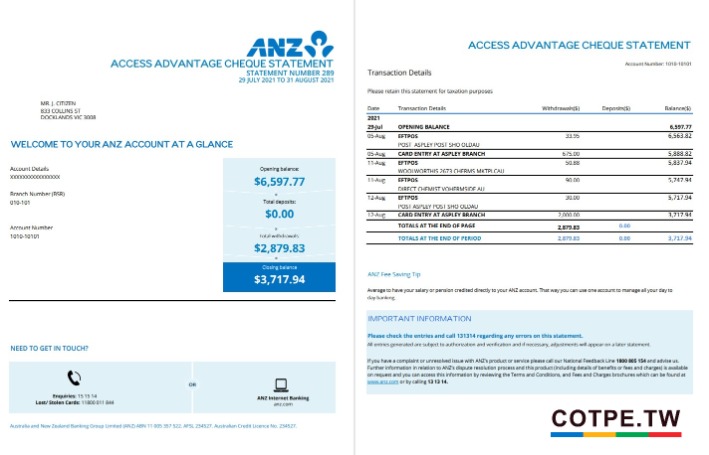 ANZ
ACCESS ADVANTAGE CHEQUE STATEMENT
STATEMENT NUMBER 289
29 JULY 2021 TO 31 AUGUST 2021
MR. J. CITIZEN
833 COLLINS ST
DOCKLANDS VIC 3008
WELCOME TO YOUR ANZ ACCOUNT AT A GLANCE
Account Details
XXXXXXXXXXXXXXXX
Branch Number (BSB)
010-101
Account Number
1010-10101
Opening balance:
$6,597.77
Total deposits:
$0.00
Total withdrawals:
$2,879.83
Closing balance
$3,717.94
NEED TO GET IN TOUCH?
Enquiries: 13 13 14
Lost/ Stolen Cards: 11800 011 844
OR
ANZ Internet Banking
anz.com
Australia and New Zealand Banking Group Limited (ANZ) ABN 11 005 357 522. AFSL 234527. Australian Credit Licence No. 234527.
ACCESS ADVANTAGE CHEQUE STATEMENT
Account Number: 1010-10101
Transaction Details
Please retain this statement for taxation purposes
Date Transaction Details Withdrawals($) Deposits($) Balance($)
2021
29-Jul OPENING BALANCE 6,597.77
05-Aug EFTPOS 33.95 6,563.82
POST ASPLEY POST SHO OLDAU
05-Aug CARD ENTRY AT ASPLEY BRANCH 675.00 5,888.82
11-Aug EFTPOS 50.88 5,837.94
WOOLWORTHS 2673 CHERMS MKTPLCAU
11-Aug EFTPOS 90.00 5,747.94
DIRECT CHEMIST VOHERMSIDE AU
12-Aug EFTPOS 30.00 5,717.94
POST ASPLEY POST SHO OLDAU
12-Aug CARD ENTRY AT ASPLEY BRANCH 2,000.00 3,717.94
TOTALS AT THE END OF PAGE 2,879.83 0.00
TOTALS AT THE END OF PERIOD 2,879.83 0.00 3,717.94
ANZ Fee Saving Tip
Average to have your salary or pension credited directly to your ANZ account. That way you can use one account to manage all your day to
day banking.
IMPORTANT INFORMATION
Please check the entries and call 131314 regarding any errors on this statement.
All entries generated are subject to authorization and verification and if necessary, adjustments will appear on a later statement.
If you have a complaint or unresolved issue with ANZ's product or service please call our National Feedback Line 1800 805 154 and advise us.
Further information in relation to ANZ's dispute resolution process and this product (including details of benefits or fees and charges) is available
on request and you can access this information by reviewing the Terms and Conditions, and Fees and Charges brochures which can be found at
www.anz.com or by calling 13 13 14.
COTPE.TW